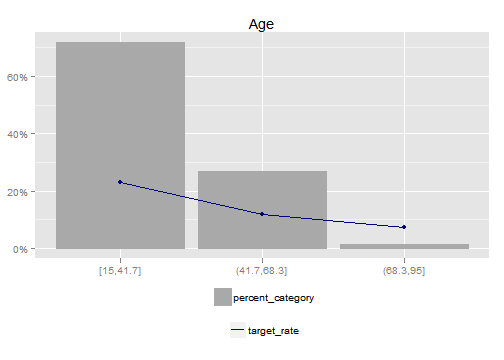 Age
60%
40%
20%
0%
[15,41.7]
(41.7,68.3]
(68.3,95]
percent_category
target_rate